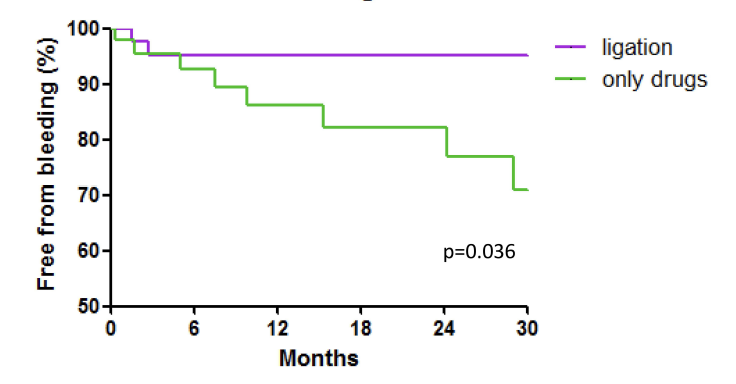 100
90
80
70
60
50
Free from bleeding (%)
0 6 12 18 24 30
Months
ligation
only drugs
p=0.036